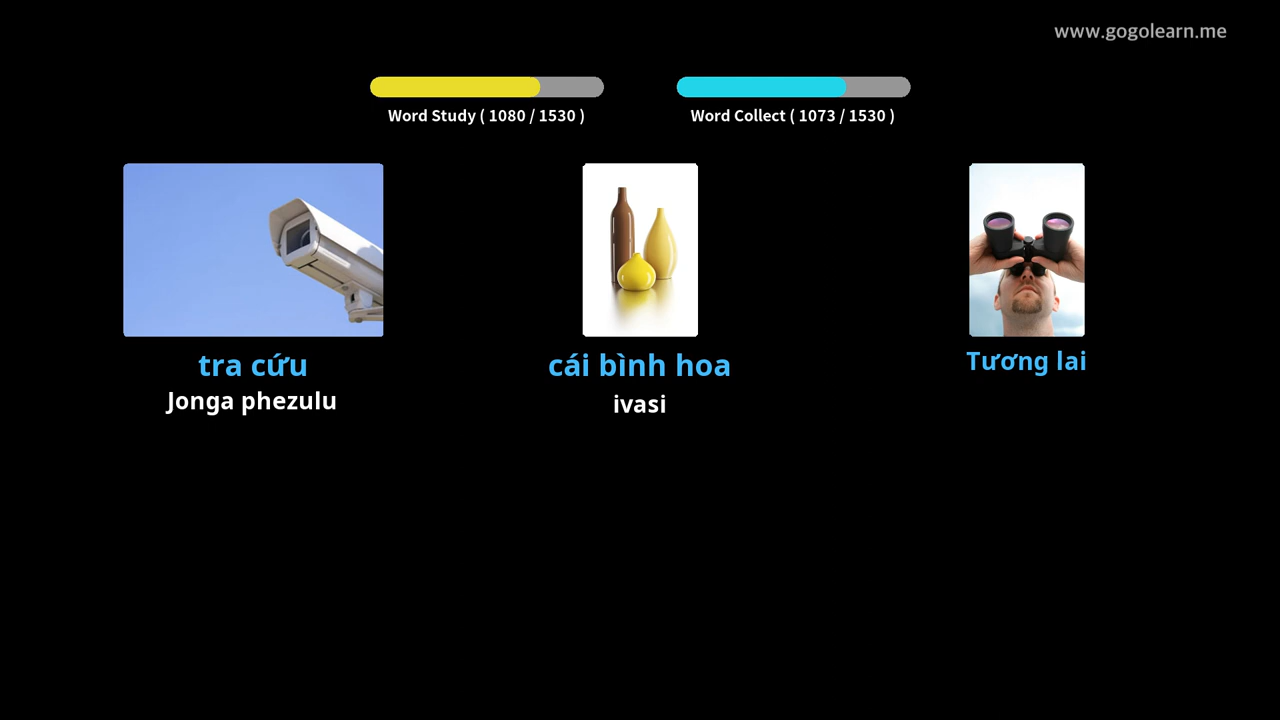 www.gogolearn.me
Word Study ( 1080 / 1530 )
Word Collect ( 1073 / 1530 )
tra cứu
Jonga phezulu
cái bình hoa
ivasi
Tương lai